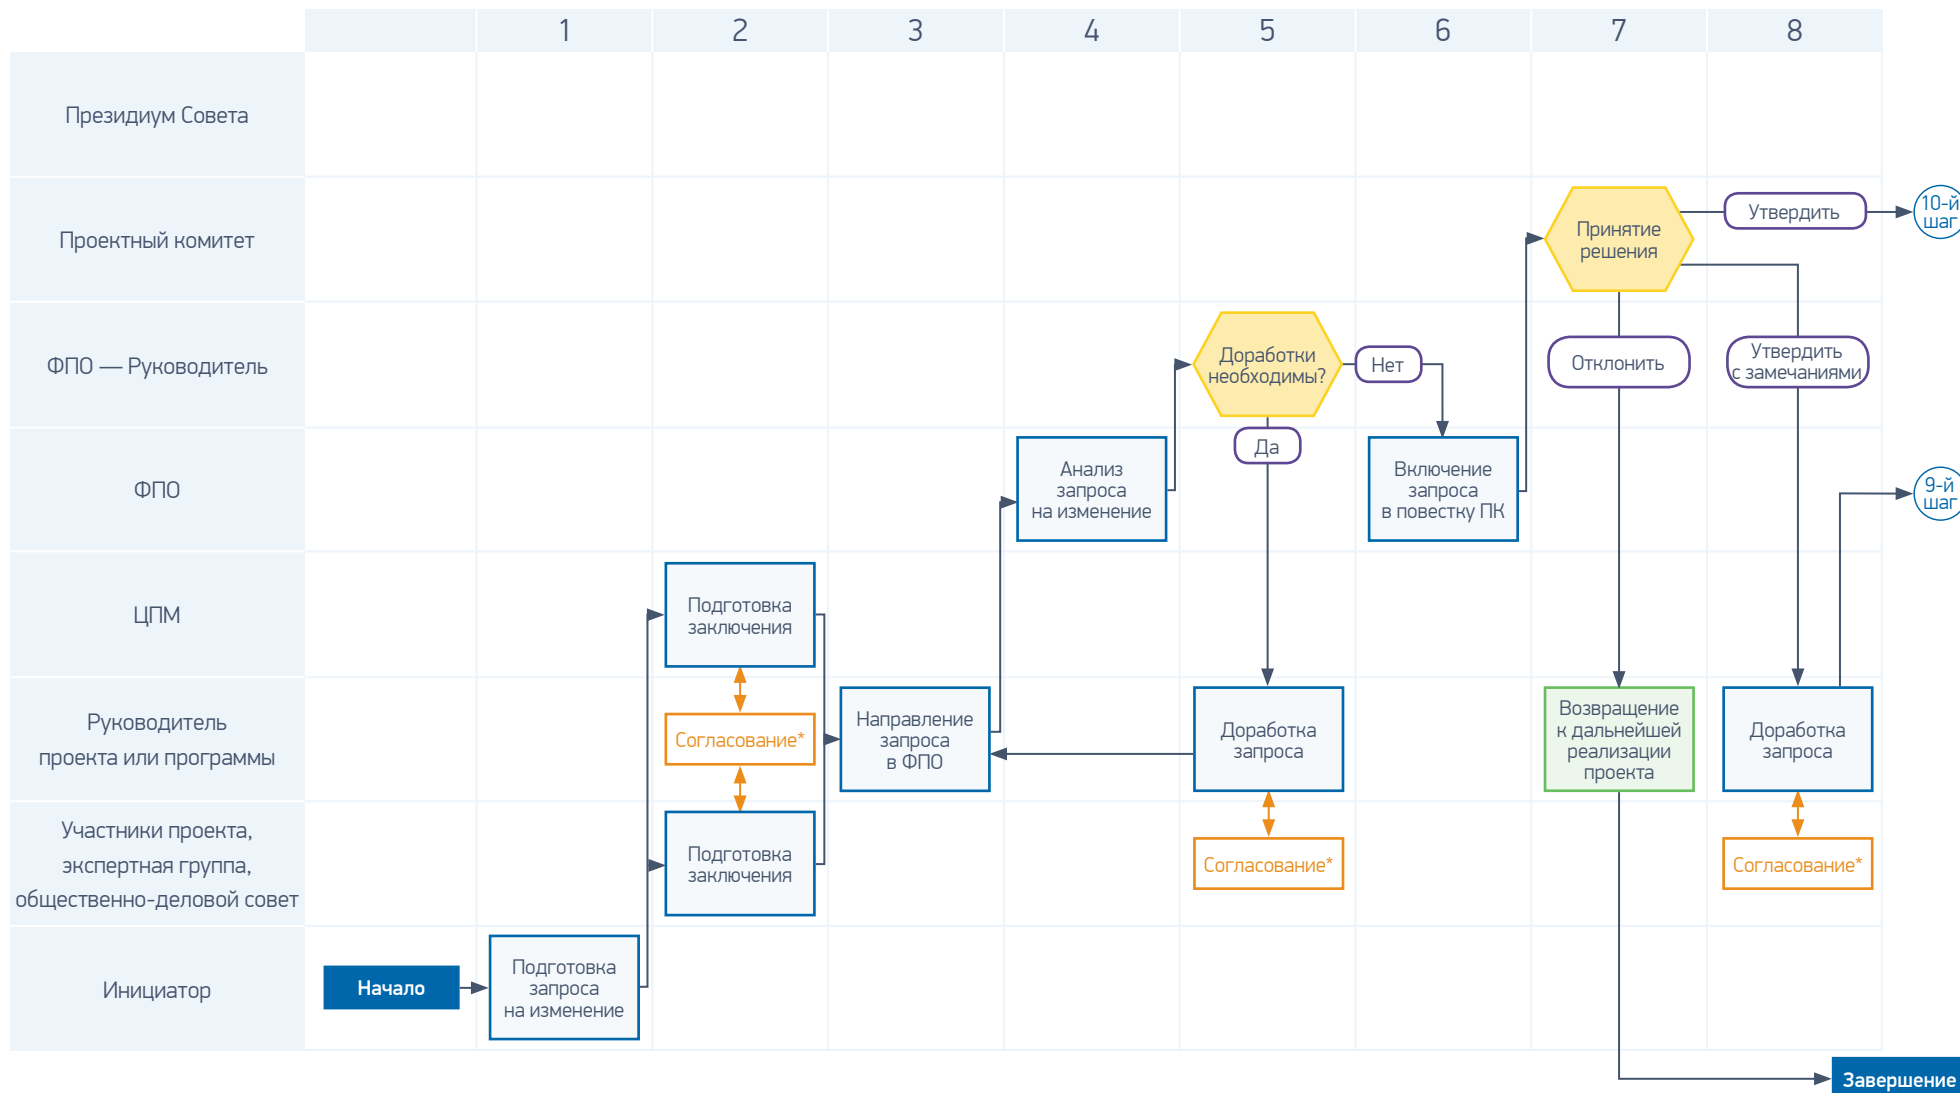 1 2 3 4 5 6 7 8
Президиум Совета
Проектный комитет
Принятие
решения
Утвердить
10-й
шаг
ФПО — Руководитель
Доработки
необходимы?
Нет
Отклонить
Утвердить
с замечаниями
ФПО
Анализ
запроса
на изменение
Да
Включение
запроса
в повестку ПК
9-й
шаг
ЦПМ
Подготовка
заключения
Руководитель
проекта или программы
Согласование*
Направление
запроса
в ФПО
Доработка
запроса
Возвращение
к дальнейшей
реализации
проекта
Доработка
запроса
Участники проекта,
экспертная группа,
общественно-деловой совет
Подготовка
заключения
Согласование*
Согласование*
Инициатор
Начало
Подготовка
запроса
на изменение
Завершение